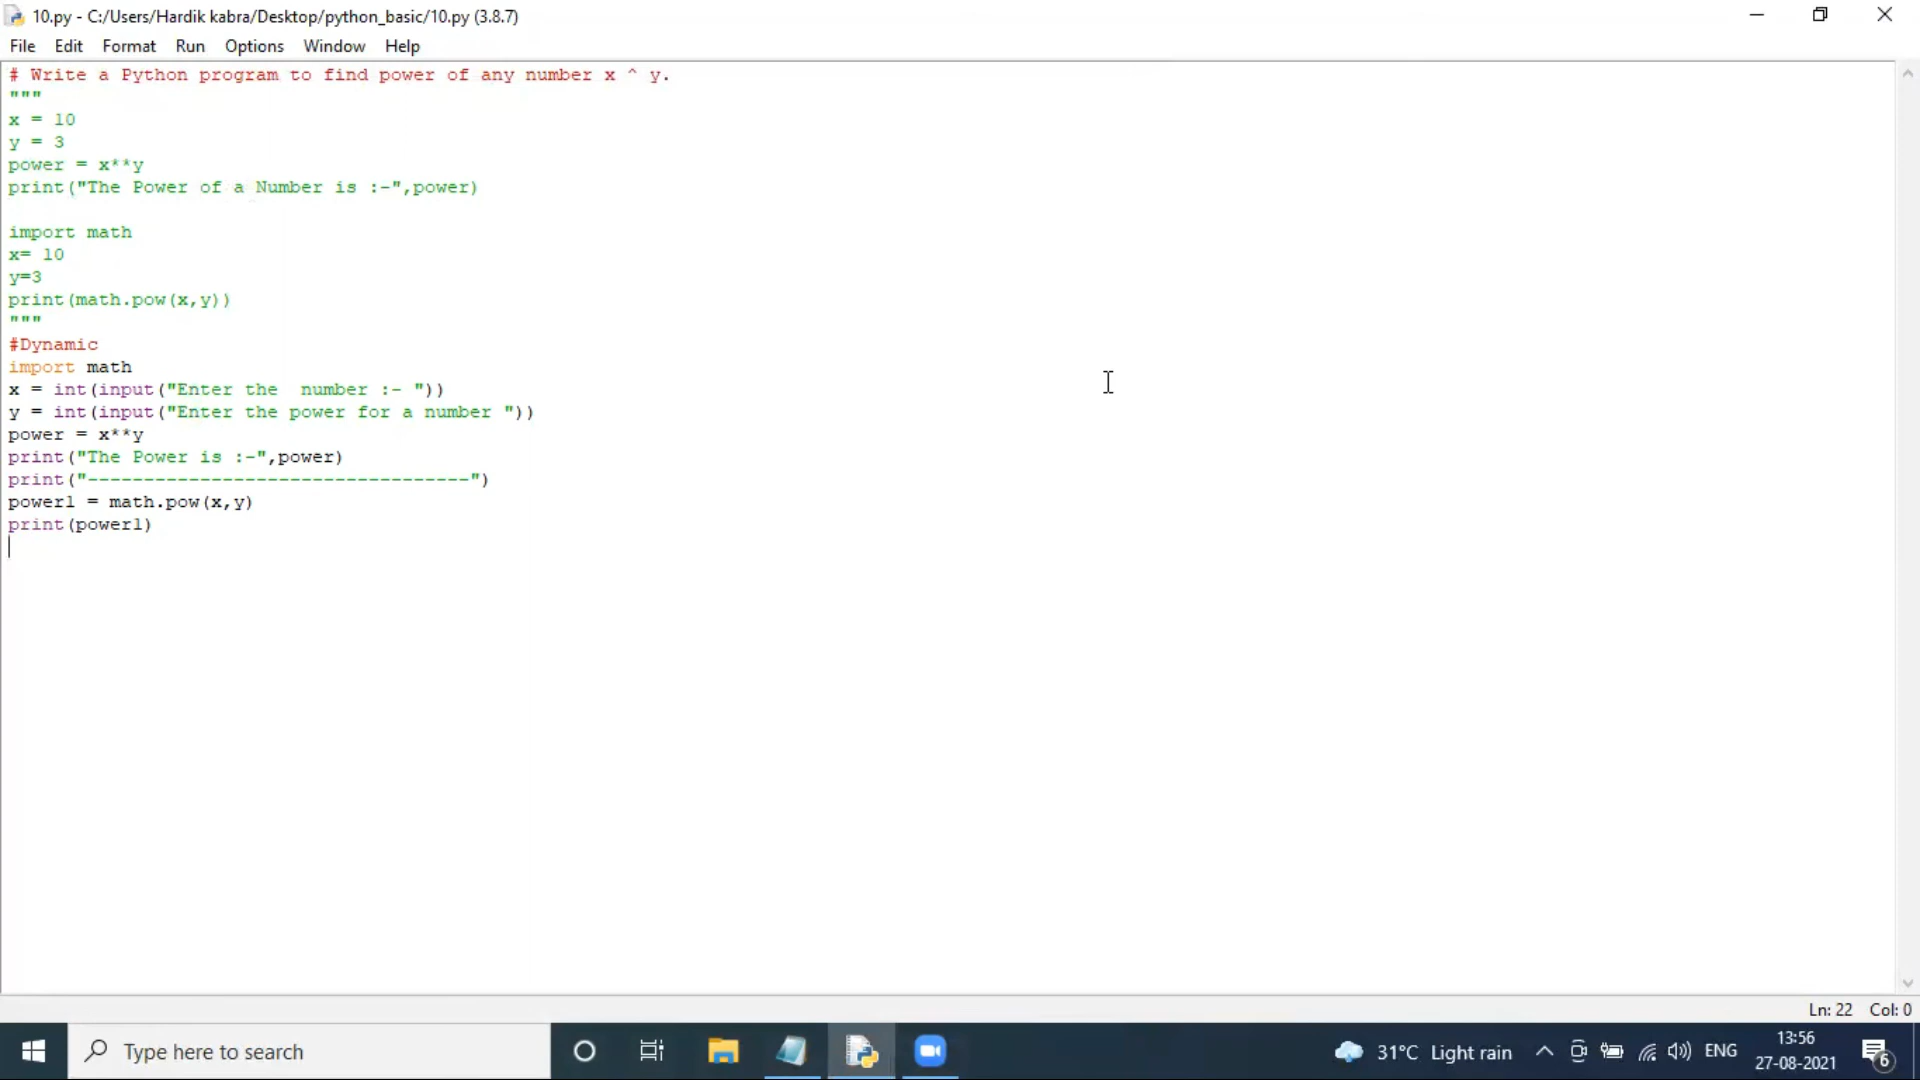 10.py - C:/Users/Hardik kabra/Desktop/python_basic/10.py (3.8.7)
File Edit Format Run Options Window Help
# Write a Python program to find power of any number x ^ y.
"""
x = 10
y = 3
power = x**y
print("The Power of a Number is :-",power)
import math
x= 10
y=3
print(math.pow(x,y))
"""
#Dynamic
import math
x = int(input("Enter the  number :- "))
y = int(input("Enter the power for a number "))
power = x**y
print("The Power is :-",power)
print("----------------------------------")
power1 = math.pow(x,y)
print(power1)
Ln: 22 Col: 0
Type here to search
31°C Light rain
ENG
13:56
27-08-2021
6